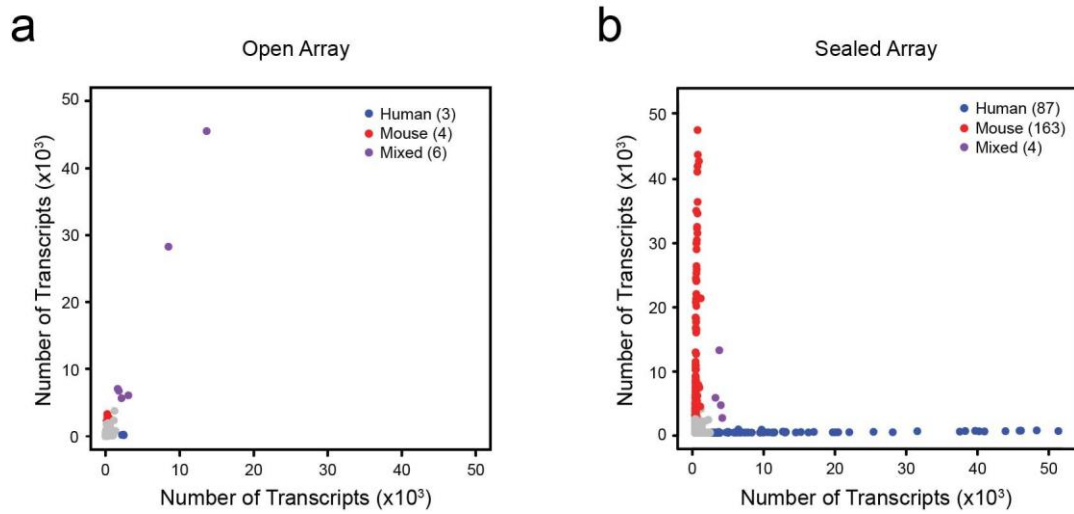 a
Open Array
Number of Transcripts (x10³)
50
40
30
20
10
0
Human (3)
Mouse (4)
Mixed (6)
0 10 20 30 40 50
Number of Transcripts (x10³)
b
Sealed Array
Number of Transcripts (x10³)
50
40
30
20
10
0
Human (87)
Mouse (163)
Mixed (4)
0 10 20 30 40 50
Number of Transcripts (x10³)